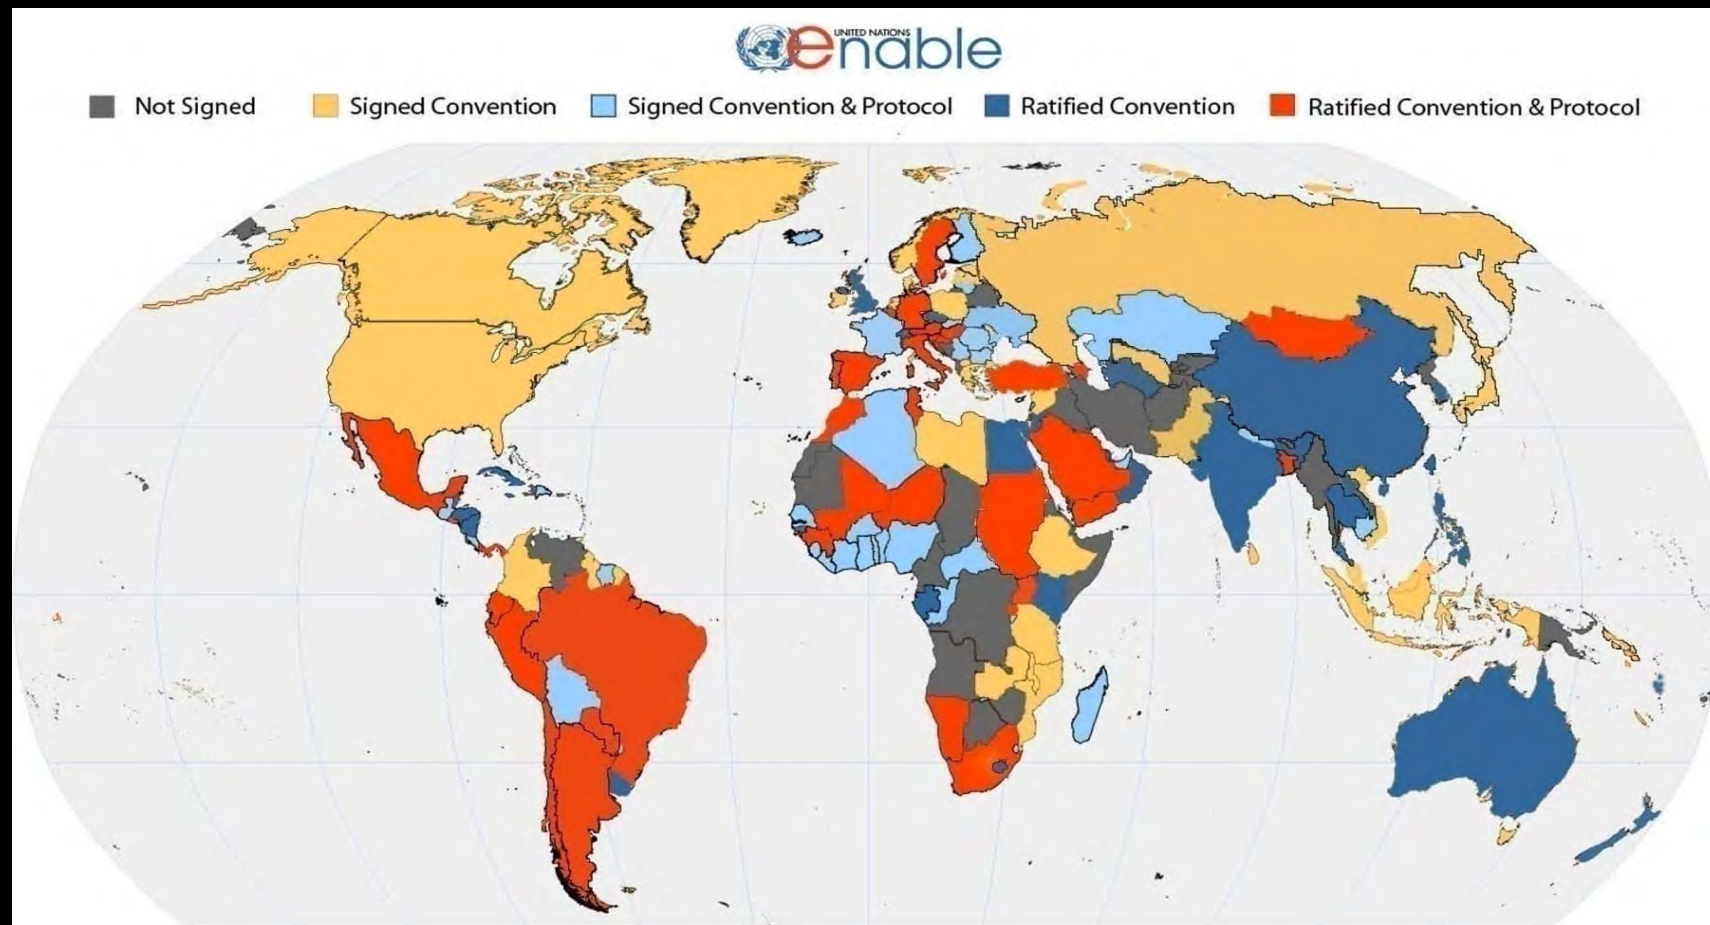 UNITED NATIONS
enable
Not Signed
Signed Convention
Signed Convention & Protocol
Ratified Convention
Ratified Convention & Protocol